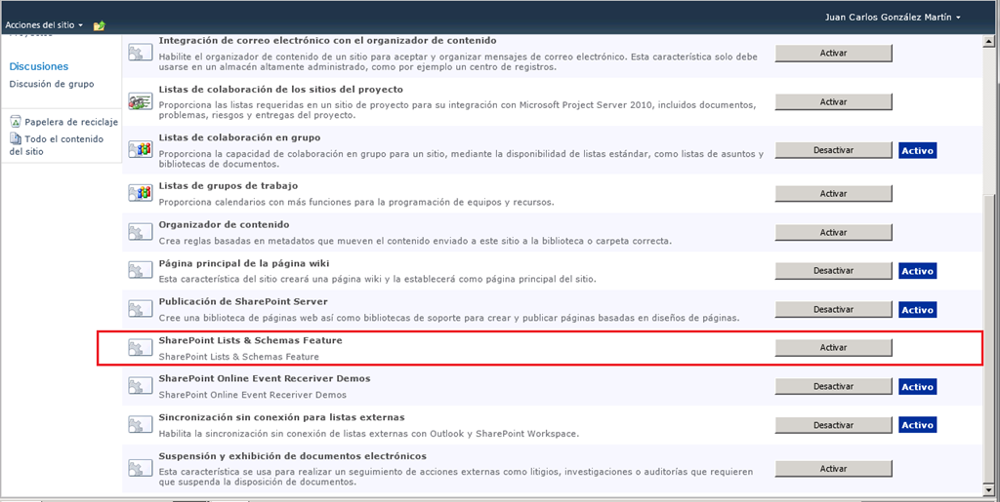 Juan Carlos González Martín
Acciones del sitio
Discusiones
Discusión de grupo
Papelera de reciclaje
Todo el contenido
del sitio
Integración de correo electrónico con el organizador de contenido
Habilite el organizador de contenido de un sitio para aceptar y organizar mensajes de correo electrónico. Esta característica solo debe
usarse en un almacén altamente administrado, como por ejemplo un centro de registros.
Activar
Listas de colaboración de los sitios del proyecto
Proporciona las listas requeridas en un sitio de proyecto para su integración con Microsoft Project Server 2010, incluidos documentos,
problemas, riesgos y entregas del proyecto.
Activar
Listas de colaboración en grupo
Proporciona la capacidad de colaboración en grupo para un sitio, mediante la disponibilidad de listas estándar, como listas de asuntos y
bibliotecas de documentos.
Desactivar Activo
Listas de grupos de trabajo
Proporciona calendarios con más funciones para la programación de equipos y recursos.
Activar
Organizador de contenido
Crea reglas basadas en metadatos que mueven el contenido enviado a este sitio a la biblioteca o carpeta correcta.
Activar
Página principal de la página wiki
Esta característica del sitio creará una página wiki y la establecerá como página principal del sitio.
Desactivar Activo
Publicación de SharePoint Server
Cree una biblioteca de páginas web así como bibliotecas de soporte para crear y publicar páginas basadas en diseños de páginas.
Desactivar Activo
SharePoint Lists & Schemas Feature
SharePoint Lists & Schemas Feature
Activar
SharePoint Online Event Receriver Demos
SharePoint Online Event Receriver Demos
Desactivar Activo
Sincronización sin conexión para listas externas
Habilita la sincronización sin conexión de listas externas con Outlook y SharePoint Workspace.
Desactivar Activo
Suspensión y exhibición de documentos electrónicos
Esta característica se usa para realizar un seguimiento de acciones externas como litigios, investigaciones o auditorías que requieren
que suspenda la disposición de documentos.
Activar